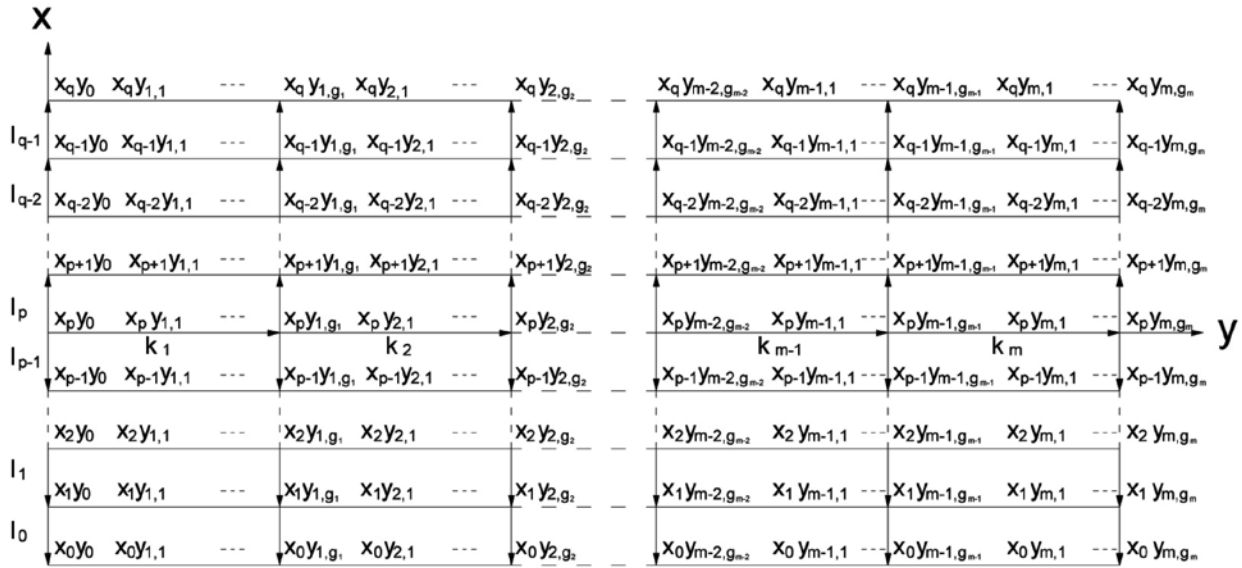 x
x_q y_0 x_q y_{1,1} --- x_q y_{1,g_1} x_q y_{2,1} --- x_q y_{2,g_2} x_q y_{m-2,g_{m-2}} x_q y_{m-1,1} --- x_q y_{m-1,g_{m-1}} x_q y_{m,1} --- x_q y_{m,g_m}
l_{q-1} x_{q-1}y_0 x_{q-1}y_{1,1} --- x_{q-1}y_{1,g_1} x_{q-1}y_{2,1} --- x_{q-1}y_{2,g_2} x_{q-1}y_{m-2,g_{m-2}} x_{q-1}y_{m-1,1} --- x_{q-1}y_{m-1,g_{m-1}} x_{q-1}y_{m,1} --- x_{q-1}y_{m,g_m}
l_{q-2} x_{q-2}y_0 x_{q-2}y_{1,1} --- x_{q-2}y_{1,g_1} x_{q-2}y_{2,1} --- x_{q-2}y_{2,g_2} x_{q-2}y_{m-2,g_{m-2}} x_{q-2}y_{m-1,1} --- x_{q-2}y_{m-1,g_{m-1}} x_{q-2}y_{m,1} --- x_{q-2}y_{m,g_m}
x_{p+1}y_0 x_{p+1}y_{1,1} --- x_{p+1}y_{1,g_1} x_{p+1}y_{2,1} --- x_{p+1}y_{2,g_2} x_{p+1}y_{m-2,g_{m-2}} x_{p+1}y_{m-1,1} --- x_{p+1}y_{m-1,g_{m-1}} x_{p+1}y_{m,1} --- x_{p+1}y_{m,g_m}
l_p x_p y_0 x_p y_{1,1} --- x_p y_{1,g_1} x_p y_{2,1} --- x_p y_{2,g_2} x_p y_{m-2,g_{m-2}} x_p y_{m-1,1} --- x_p y_{m-1,g_{m-1}} x_p y_{m,1} --- x_p y_{m,g_m} y
k_1 k_2 k_{m-1} k_m
l_{p-1} x_{p-1}y_0 x_{p-1}y_{1,1} --- x_{p-1}y_{1,g_1} x_{p-1}y_{2,1} --- x_{p-1}y_{2,g_2} x_{p-1}y_{m-2,g_{m-2}} x_{p-1}y_{m-1,1} --- x_{p-1}y_{m-1,g_{m-1}} x_{p-1}y_{m,1} --- x_{p-1}y_{m,g_m}
x_2 y_0 x_2 y_{1,1} --- x_2 y_{1,g_1} x_2 y_{2,1} --- x_2 y_{2,g_2} x_2 y_{m-2,g_{m-2}} x_2 y_{m-1,1} --- x_2 y_{m-1,g_{m-1}} x_2 y_{m,1} --- x_2 y_{m,g_m}
l_1 x_1 y_0 x_1 y_{1,1} --- x_1 y_{1,g_1} x_1 y_{2,1} --- x_1 y_{2,g_2} x_1 y_{m-2,g_{m-2}} x_1 y_{m-1,1} --- x_1 y_{m-1,g_{m-1}} x_1 y_{m,1} --- x_1 y_{m,g_m}
l_0 x_0 y_0 x_0 y_{1,1} --- x_0 y_{1,g_1} x_0 y_{2,1} --- x_0 y_{2,g_2} x_0 y_{m-2,g_{m-2}} x_0 y_{m-1,1} --- x_0 y_{m-1,g_{m-1}} x_0 y_{m,1} --- x_0 y_{m,g_m}